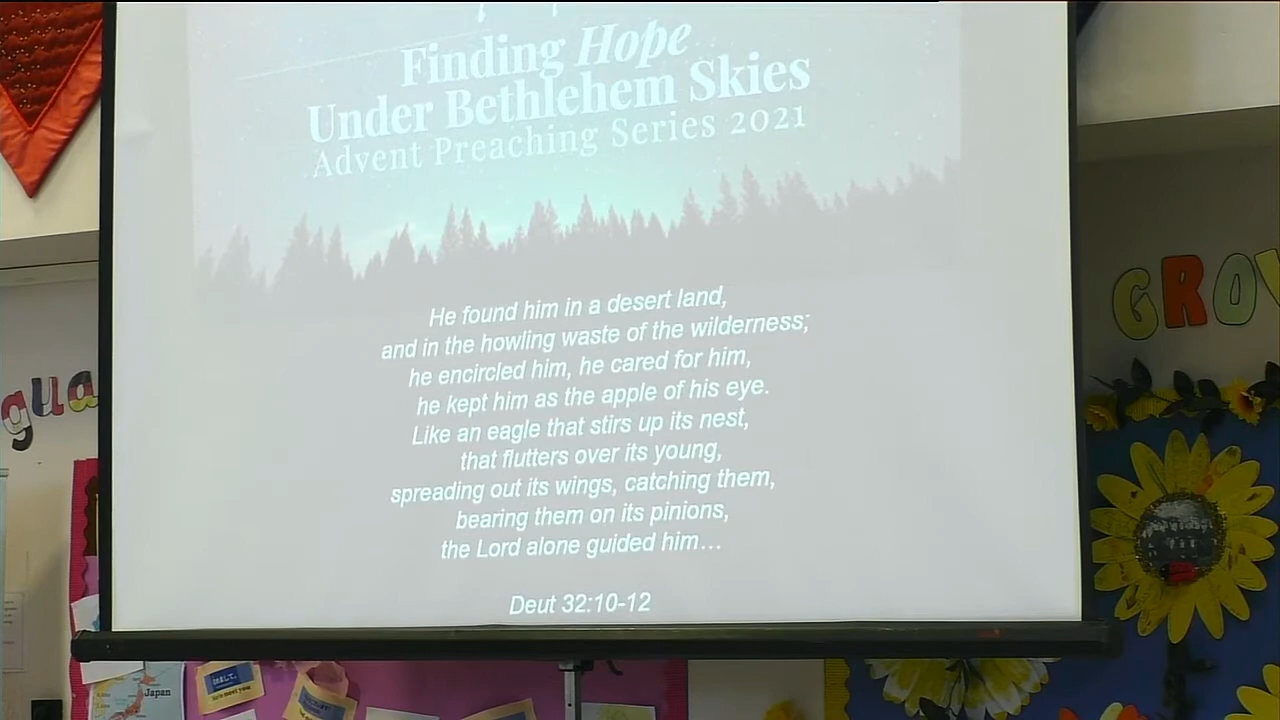 Finding Hope
Under Bethlehem Skies
Advent Preaching Series 2021
He found him in a desert land,
and in the howling waste of the wilderness;
he encircled him, he cared for him,
he kept him as the apple of his eye.
Like an eagle that stirs up its nest,
that flutters over its young,
spreading out its wings, catching them,
bearing them on its pinions,
the Lord alone guided him…
Deut 32:10-12
gua
GROW
Japan